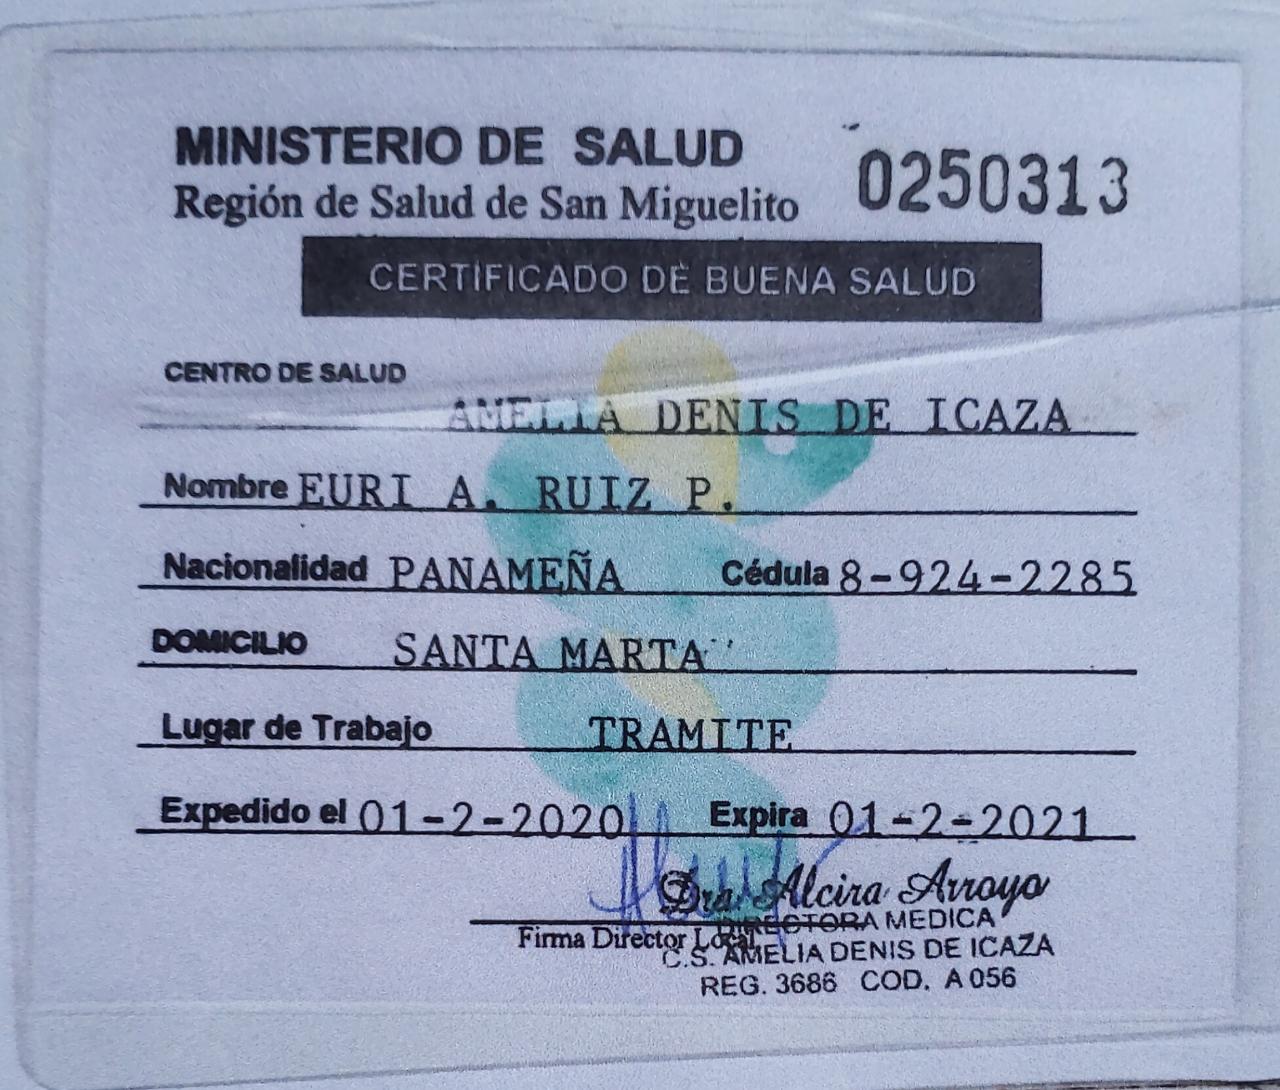 MINISTERIO DE SALUD
Región de Salud de San Miguelito
0250313
CERTIFICADO DE BUENA SALUD
CENTRO DE SALUD
AMELIA DENIS DE ICAZA
Nombre EURI A. RUIZ P.
Nacionalidad PANAMEÑA Cédula 8-924-2285
DOMICILIO SANTA MARTA
Lugar de Trabajo TRAMITE
Expedido el 01-2-2020 Expira 01-2-2021
Dra. Alcira Arroyo
DIRECTORA MEDICA
Firma Director Local
C.S. AMELIA DENIS DE ICAZA
REG. 3686 COD. A 056